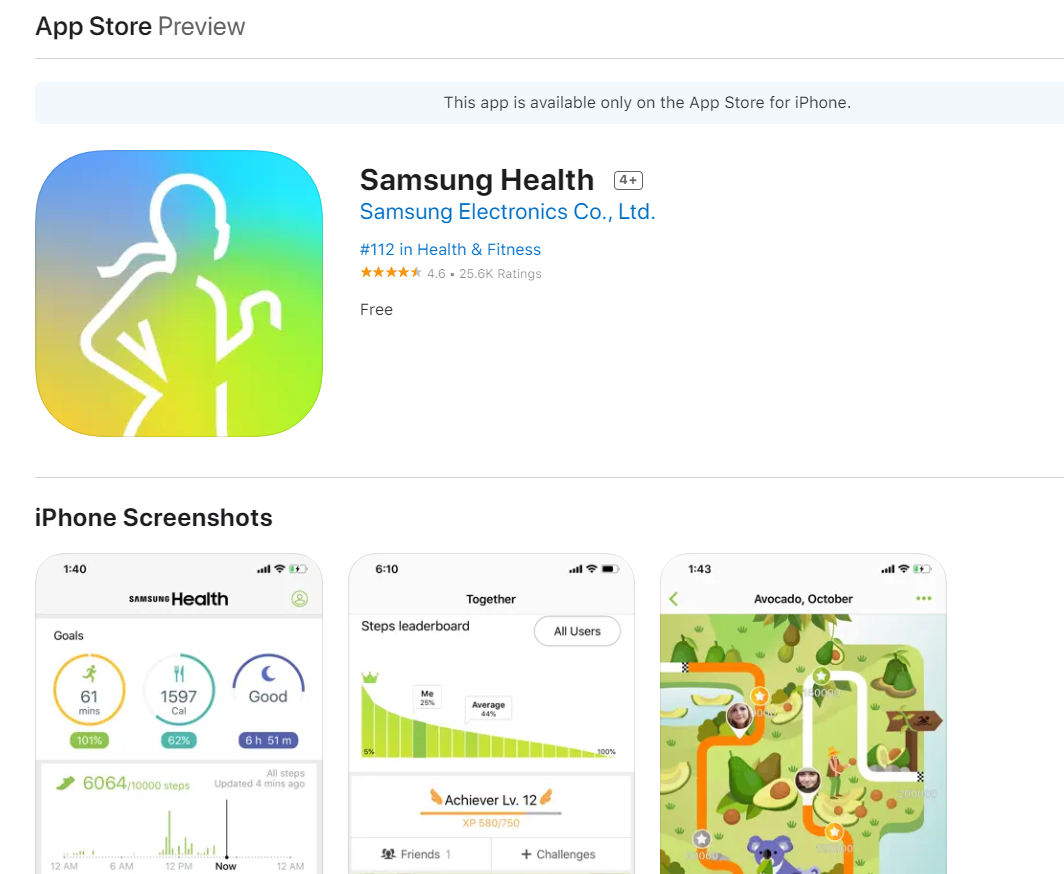 App Store Preview
This app is available only on the App Store for iPhone.
Samsung Health 4+
Samsung Electronics Co., Ltd.
#112 in Health & Fitness
4.6 • 25.6K Ratings
Free
iPhone Screenshots
1:40
SAMSUNG Health
Goals
61
mins
101%
1597
Cal
62%
Good
6 h 51 m
6064/10000 steps
All steps
Updated 4 mins ago
12 AM 6 AM 12 PM Now 12 AM
6:10
Together
Steps leaderboard
All Users
Me
25%
Average
44%
5%
100%
Achiever Lv. 12
XP 580/750
Friends 1
+ Challenges
1:43
Avocado, October
160000
200000